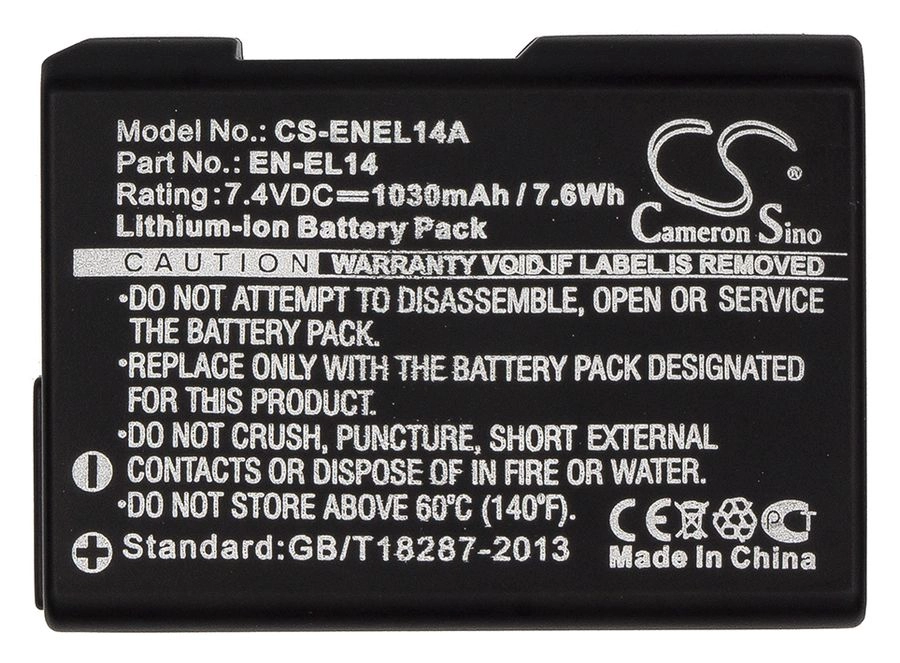 Model No.: CS-ENEL14A
Part No.: EN-EL14
Rating: 7.4VDC⎓1030mAh / 7.6Wh
Lithium-ion Battery Pack
CS ®
Cameron Sino
CAUTION WARRANTY VOID IF LABEL IS REMOVED
•DO NOT ATTEMPT TO DISASSEMBLE, OPEN OR SERVICE
THE BATTERY PACK.
•REPLACE ONLY WITH THE BATTERY PACK DESIGNATED
FOR THIS PRODUCT.
•DO NOT CRUSH, PUNCTURE, SHORT EXTERNAL
CONTACTS OR DISPOSE OF IN FIRE OR WATER.
•DO NOT STORE ABOVE 60°C (140°F).
Standard: GB/T18287-2013
CE PCT
Made In China